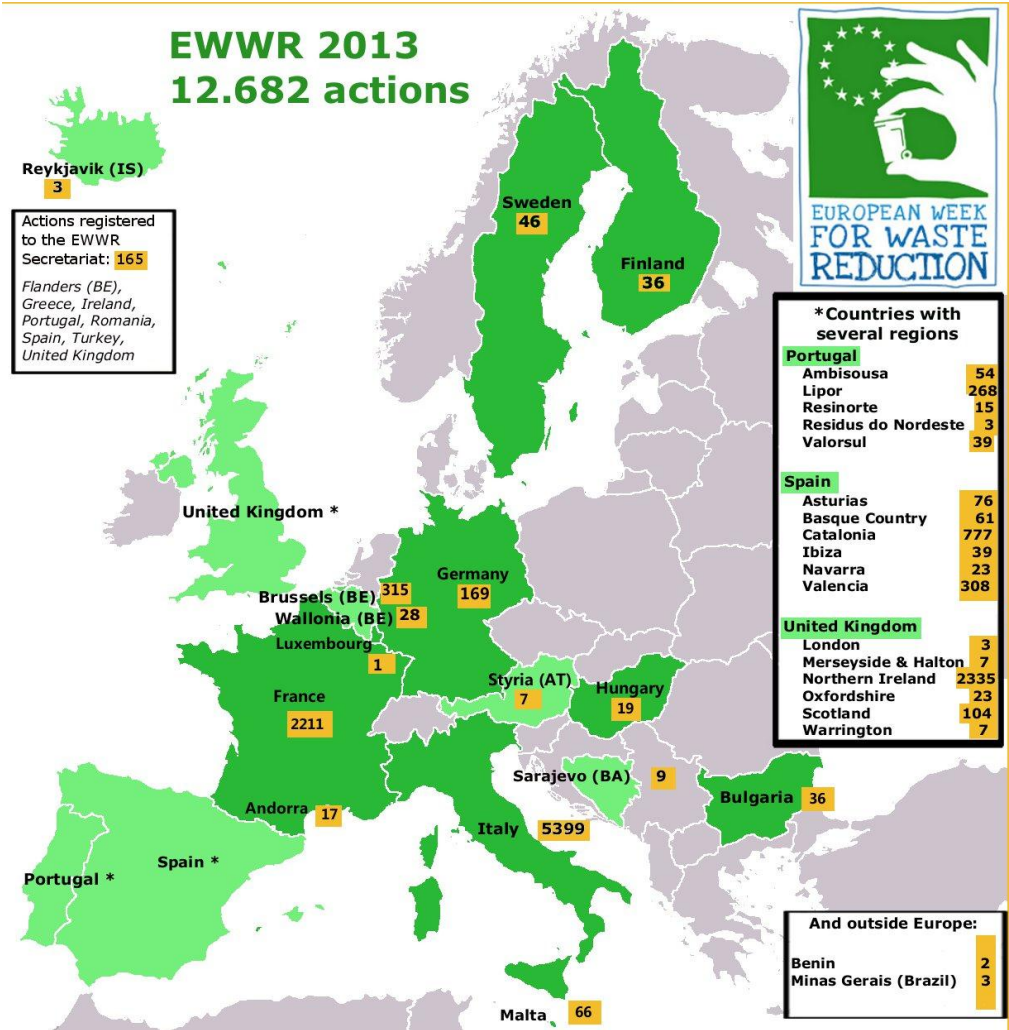 EWWR 2013
12.682 actions
EUROPEAN WEEK
FOR WASTE
REDUCTION
Reykjavik (IS)
3
Actions registered
to the EWWR
Secretariat: 165
Flanders (BE),
Greece, Ireland,
Portugal, Romania,
Spain, Turkey,
United Kingdom
Sweden
46
Finland
36
United Kingdom *
Germany
169
Brussels (BE) 315
Wallonia (BE) 28
Luxembourg
1
France
2211
Styria (AT)
7
Hungary
19
Sarajevo (BA) 9
Bulgaria 36
Andorra 17
Italy 5399
Spain *
Portugal *
Malta 66
*Countries with
several regions
Portugal
Ambisousa 54
Lipor 268
Resinorte 15
Residus do Nordeste 3
Valorsul 39
Spain
Asturias 76
Basque Country 61
Catalonia 777
Ibiza 39
Navarra 23
Valencia 308
United Kingdom
London 3
Merseyside & Halton 7
Northern Ireland 2335
Oxfordshire 23
Scotland 104
Warrington 7
And outside Europe:
Benin 2
Minas Gerais (Brazil) 3